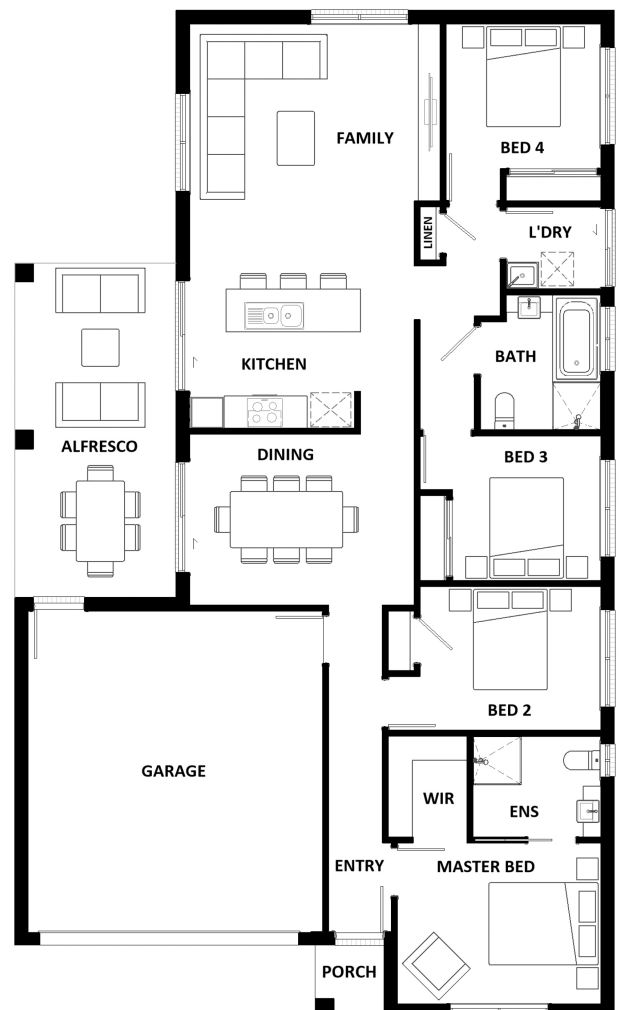 FAMILY
BED 4
LINEN
L'DRY
KITCHEN
BATH
ALFRESCO
DINING
BED 3
BED 2
GARAGE
WIR
ENS
ENTRY
MASTER BED
PORCH